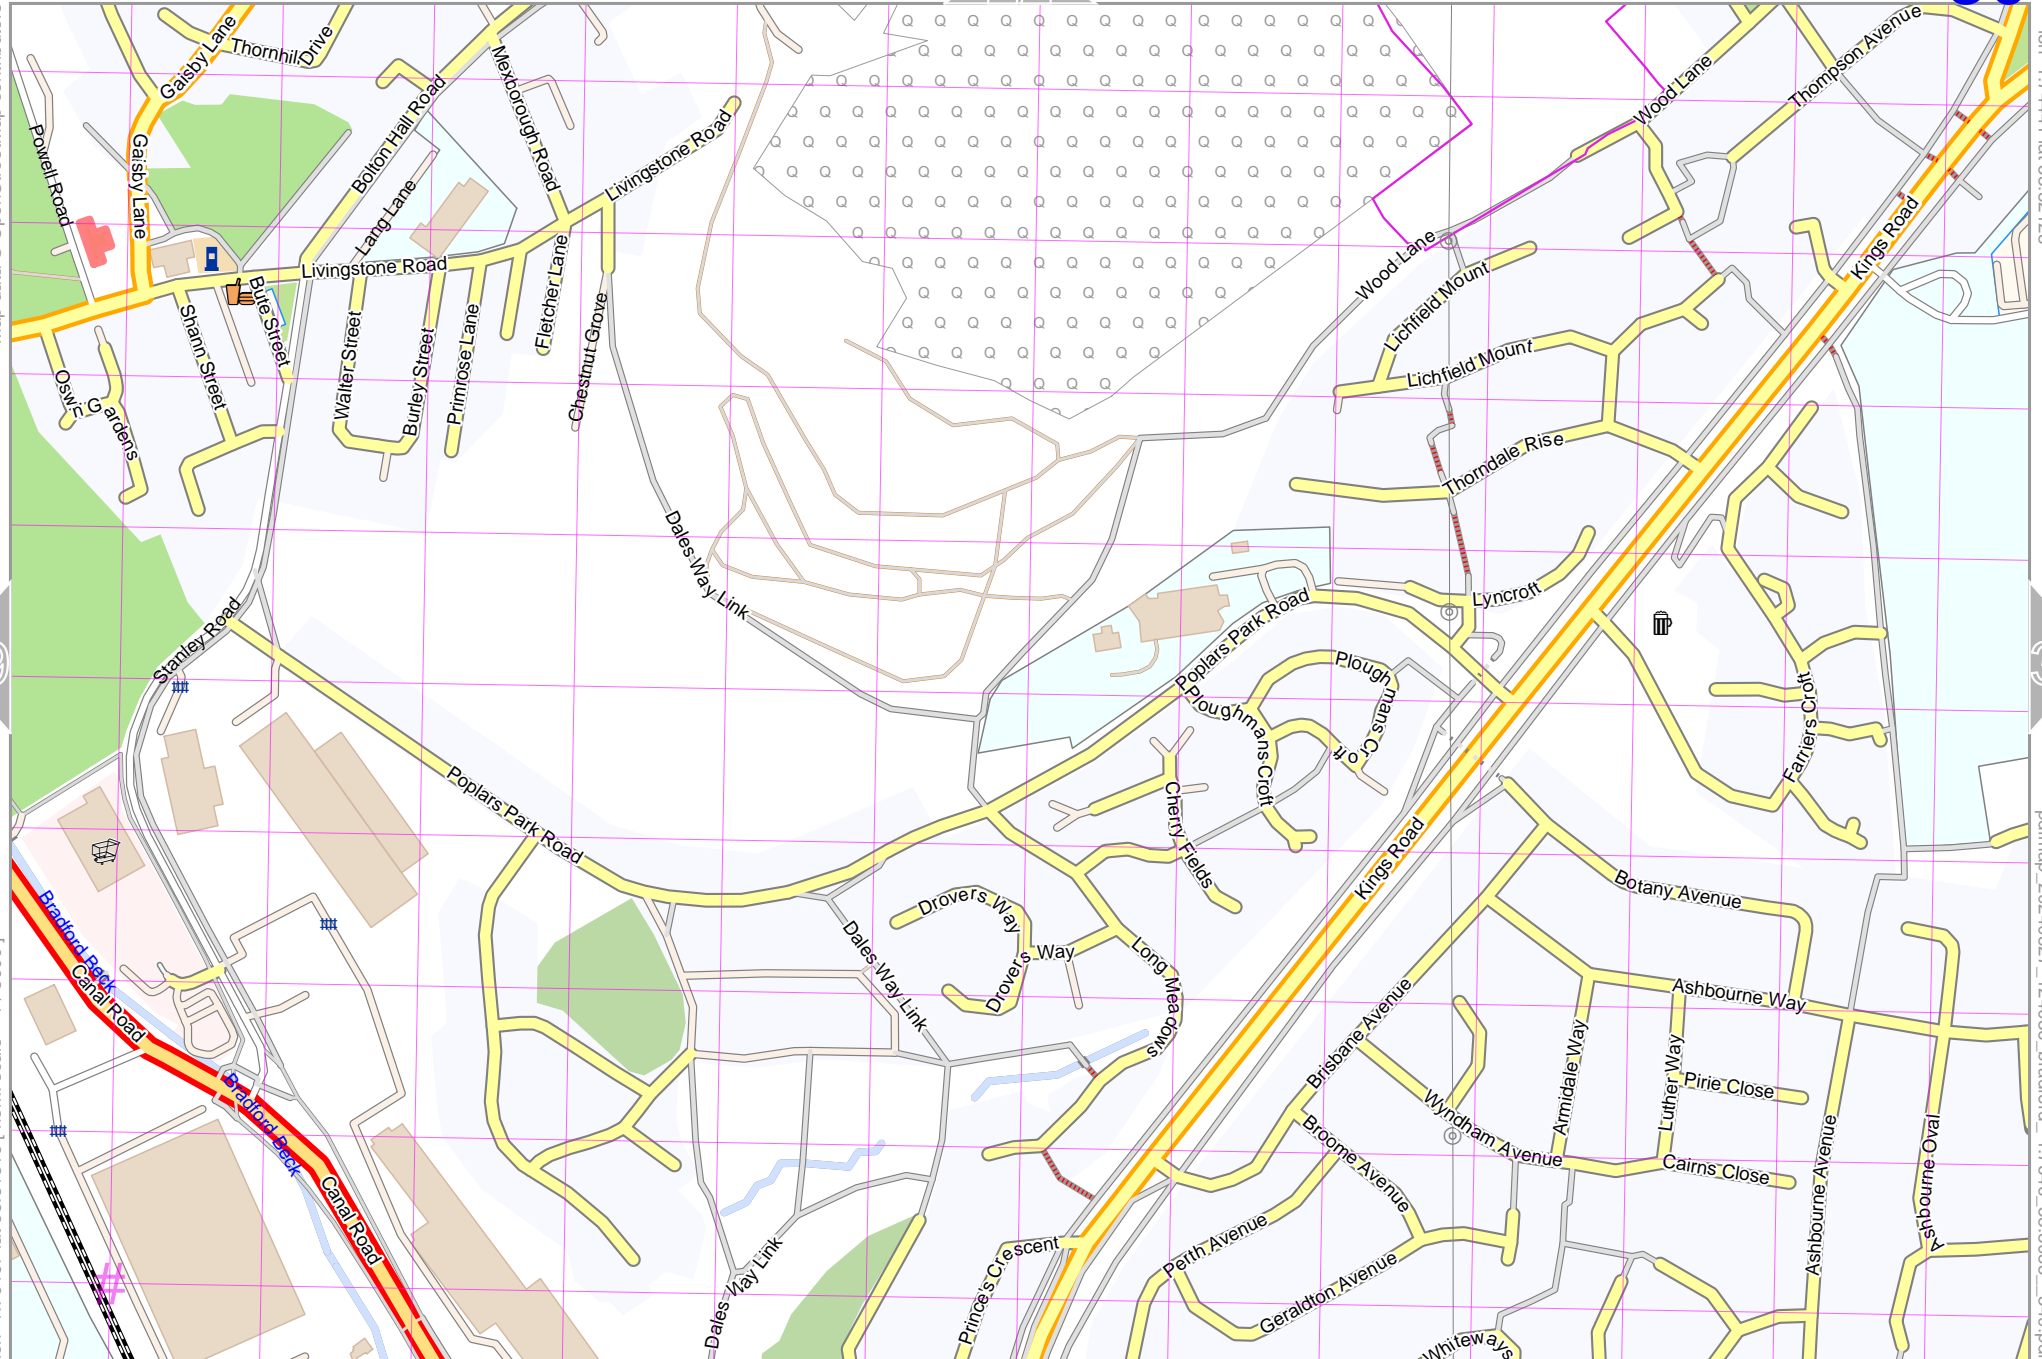 Gaisby Lane
Thornhill Drive
Powell Road
Gaisby Lane
Bolton Hall Road
Lang Lane
Mexborough Road
Livingstone Road
Wood Lane
Thompson Avenue
Kings Road
Livingstone Road
Bute Street
Shann Street
Fletcher Lane
Chestnut Grove
Walter Street
Burley Street
Primrose Lane
Oswin Gardens
Wood Lane
Lichfield Mount
Lichfield Mount
Thorndale Rise
Dales Way Link
Stanley Road
Lyncroft
Poplars Park Road
Ploughmans Croft
Ploughmans Croft
Farriers Croft
Poplars Park Road
Cherry Fields
Kings Road
Botany Avenue
Bradford Beck
Canal Road
Drovers Way
Drovers Way
Dales Way Link
Long Meadows
Brisbane Avenue
Ashbourne Way
Armidale Way
Luther Way
Pirie Close
Wyndham Avenue
Cairns Close
Broome Avenue
Ashbourne Avenue
Ashbourne Oval
Bradford Beck
Canal Road
Perth Avenue
Geraldton Avenue
Prince's Crescent
Dales Way Link
Whiteways